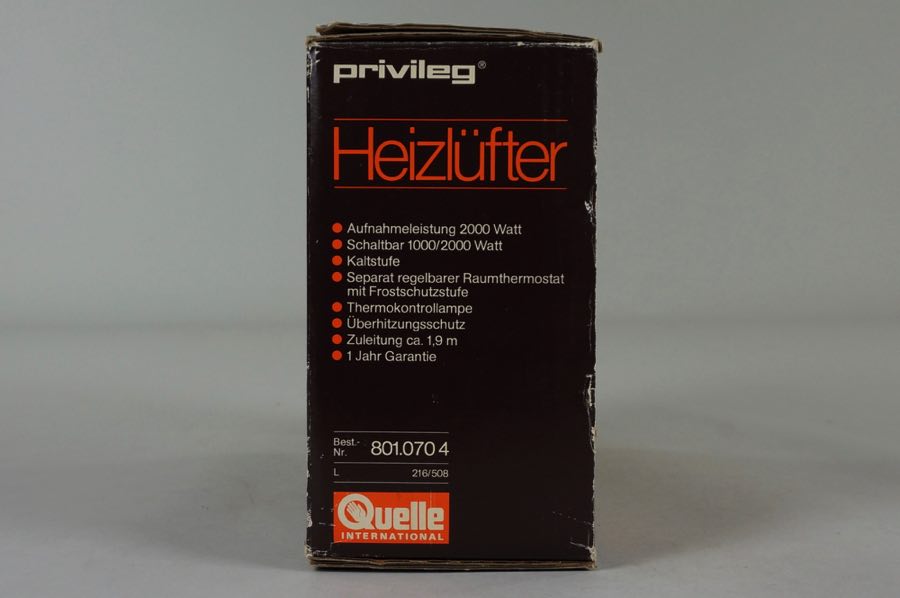 privileg®
Heizlüfter
Aufnahmeleistung 2000 Watt
Schaltbar 1000/2000 Watt
Kaltstufe
Separat regelbarer Raumthermostat
mit Frostschutzstufe
Thermokontrollampe
Überhitzungsschutz
Zuleitung ca. 1,9 m
1 Jahr Garantie
Best.-
Nr. 801.070 4
L 216/508
Quelle
INTERNATIONAL